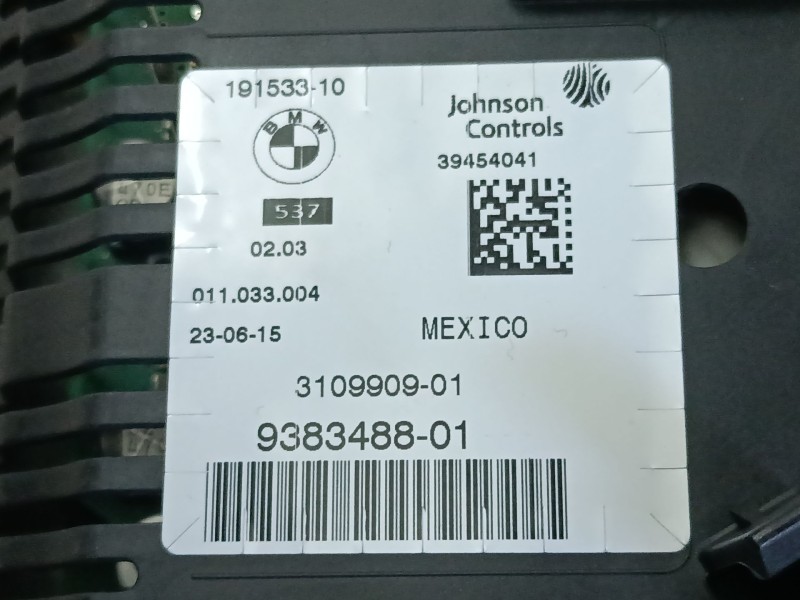 191533-10
BMW
Johnson
Controls
39454041
537
02.03
011.033.004
23-06-15
MEXICO
3109909-01
9383488-01